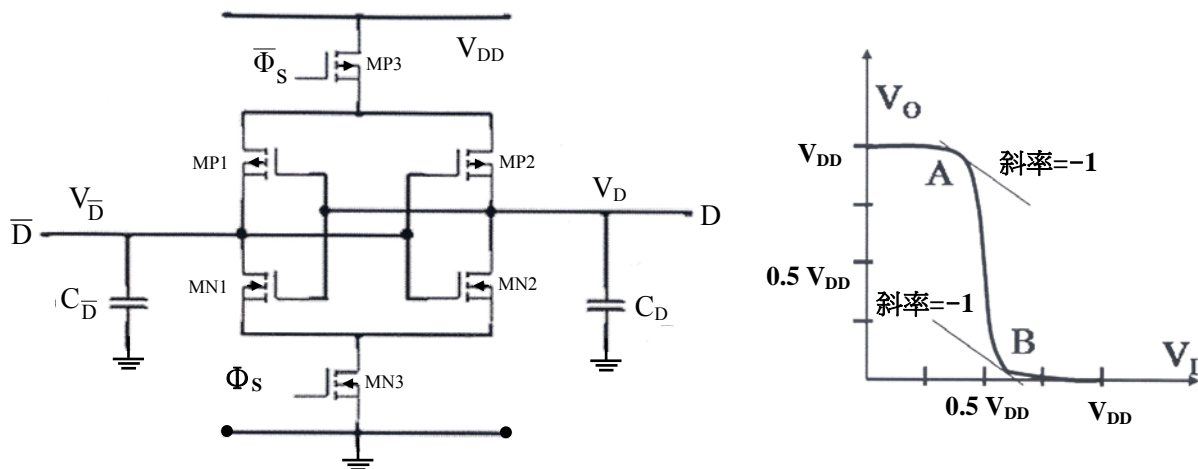 V_DD
Φ̅_S
MP3
MP1
MP2
V_D̅
V_D
D̅
D
MN1
MN2
C_D̅
C_D
Φ_S
MN3
V_O
V_DD
A
斜率=-1
0.5 V_DD
斜率=-1
B
V_I
0.5 V_DD
V_DD